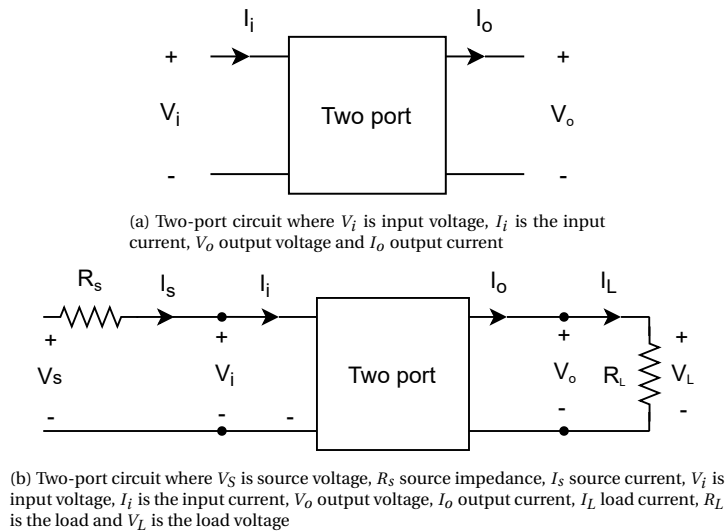 I_i I_o
+ +
V_i Two port V_o
- -
(a) Two-port circuit where V_i is input voltage, I_i is the input
current, V_o output voltage and I_o output current
R_s I_s I_i I_o I_L
+ + + +
Vs V_i Two port V_o R_L V_L
- - - - -
(b) Two-port circuit where V_S is source voltage, R_s source impedance, I_s source current, V_i is
input voltage, I_i is the input current, V_o output voltage, I_o output current, I_L load current, R_L
is the load and V_L is the load voltage